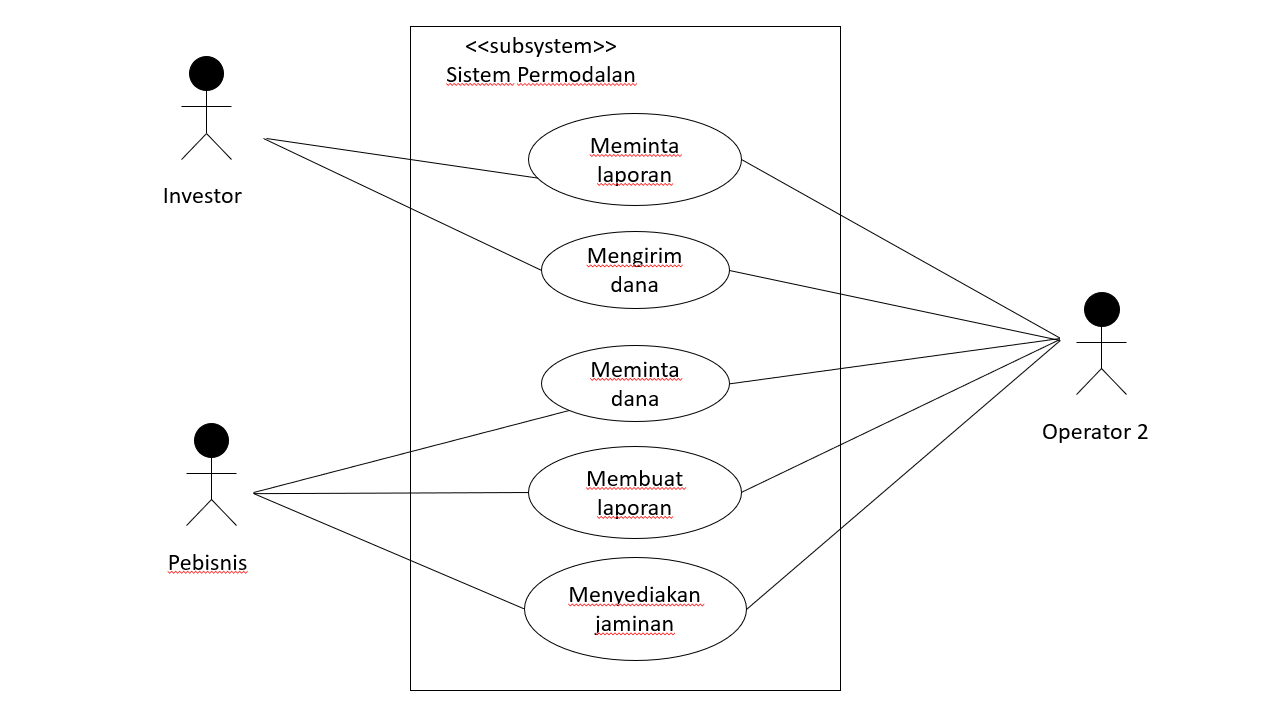 <<subsystem>>
Sistem Permodalan
Investor
Meminta
laporan
Mengirim
dana
Meminta
dana
Operator 2
Membuat
laporan
Pebisnis
Menyediakan
jaminan